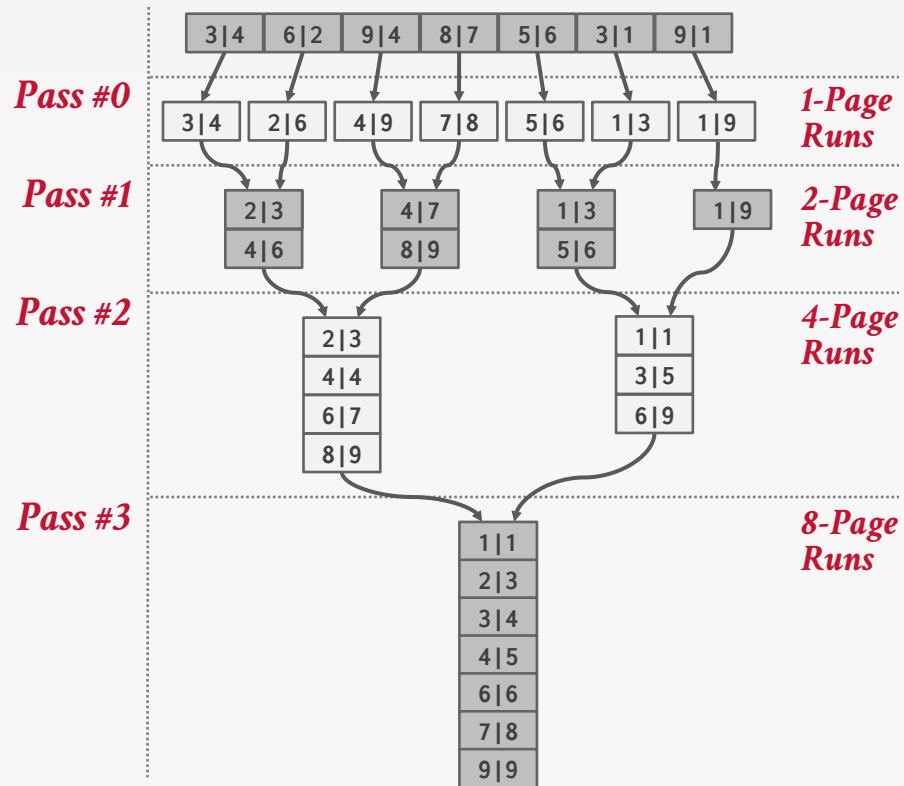 3|4 6|2 9|4 8|7 5|6 3|1 9|1
Pass #0
3|4 2|6 4|9 7|8 5|6 1|3 1|9
1-Page
Runs
Pass #1
2|3 4|7 1|3 1|9
4|6 8|9 5|6
2-Page
Runs
Pass #2
2|3 1|1
4|4 3|5
6|7 6|9
8|9
4-Page
Runs
Pass #3
1|1
2|3
3|4
4|5
6|6
7|8
9|9
8-Page
Runs